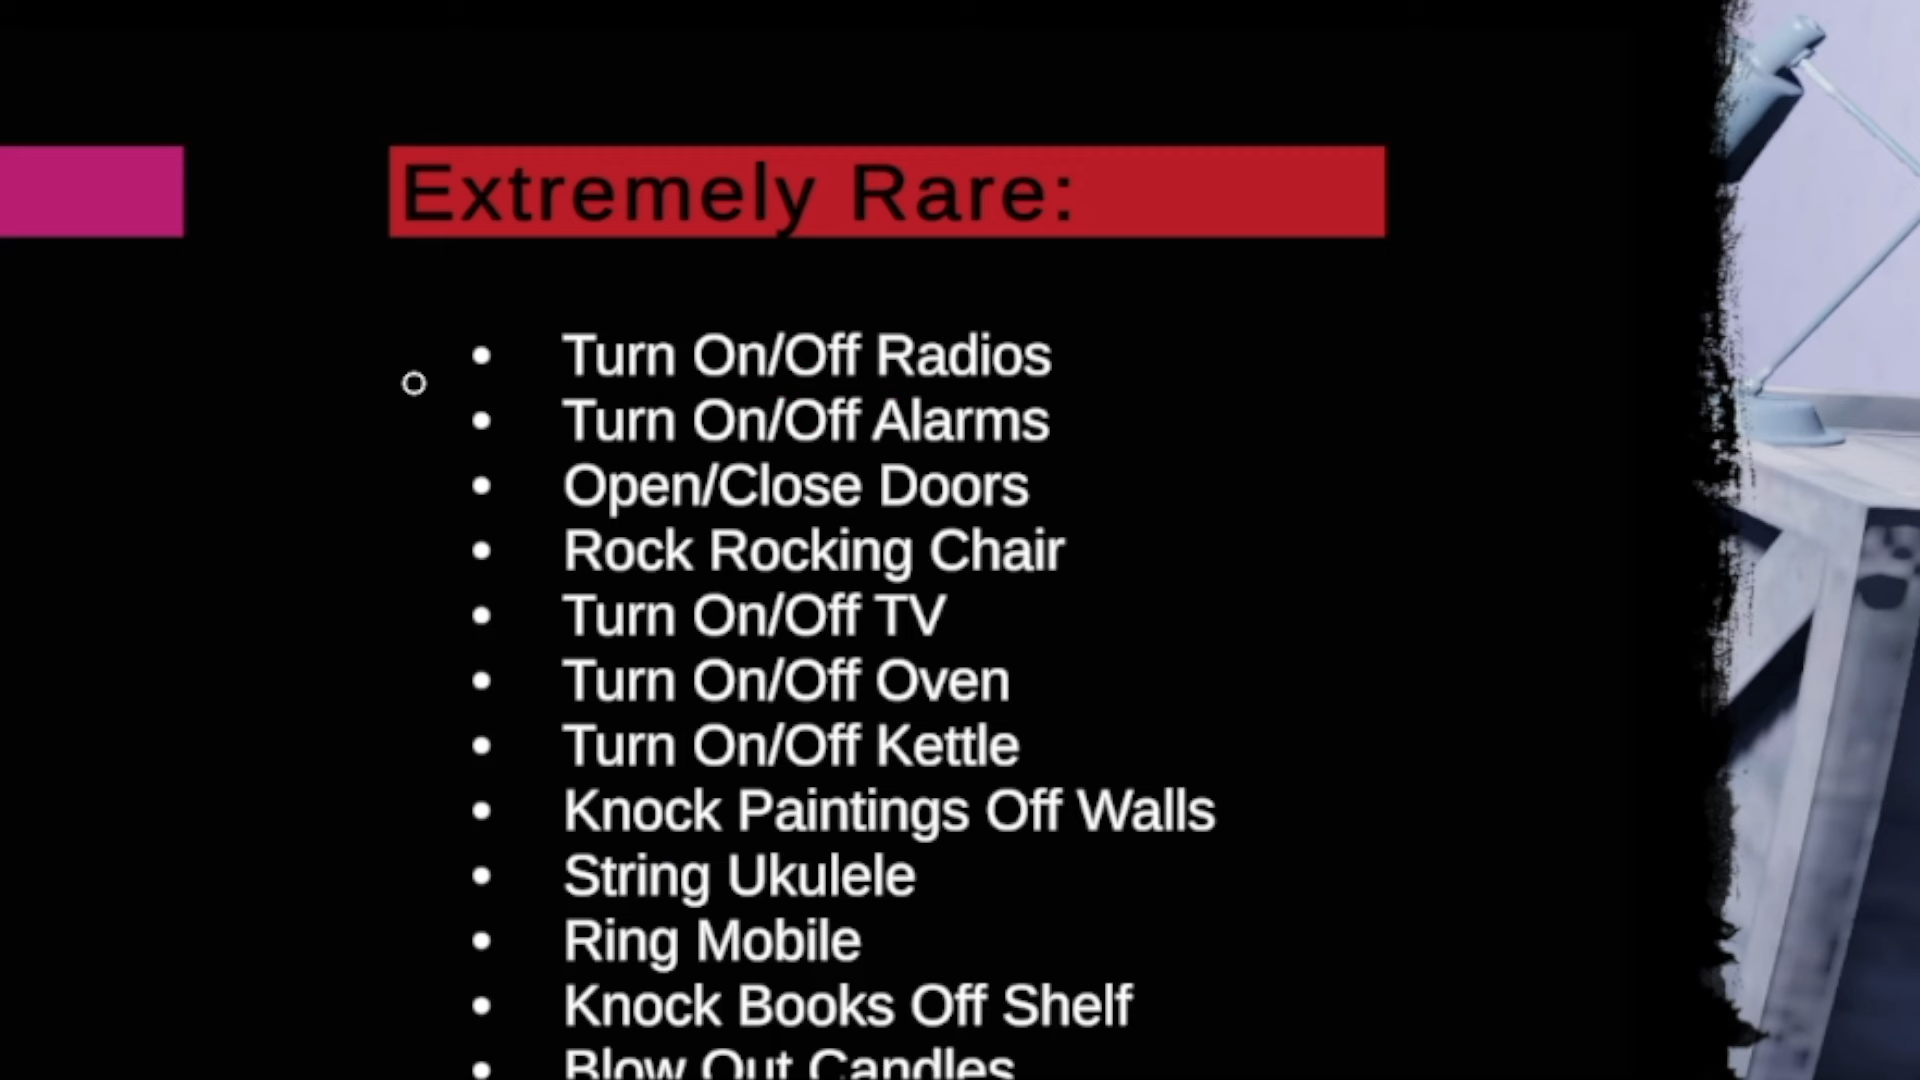 Extremely Rare:
• Turn On/Off Radios
• Turn On/Off Alarms
• Open/Close Doors
• Rock Rocking Chair
• Turn On/Off TV
• Turn On/Off Oven
• Turn On/Off Kettle
• Knock Paintings Off Walls
• String Ukulele
• Ring Mobile
• Knock Books Off Shelf
• Blow Out Candles